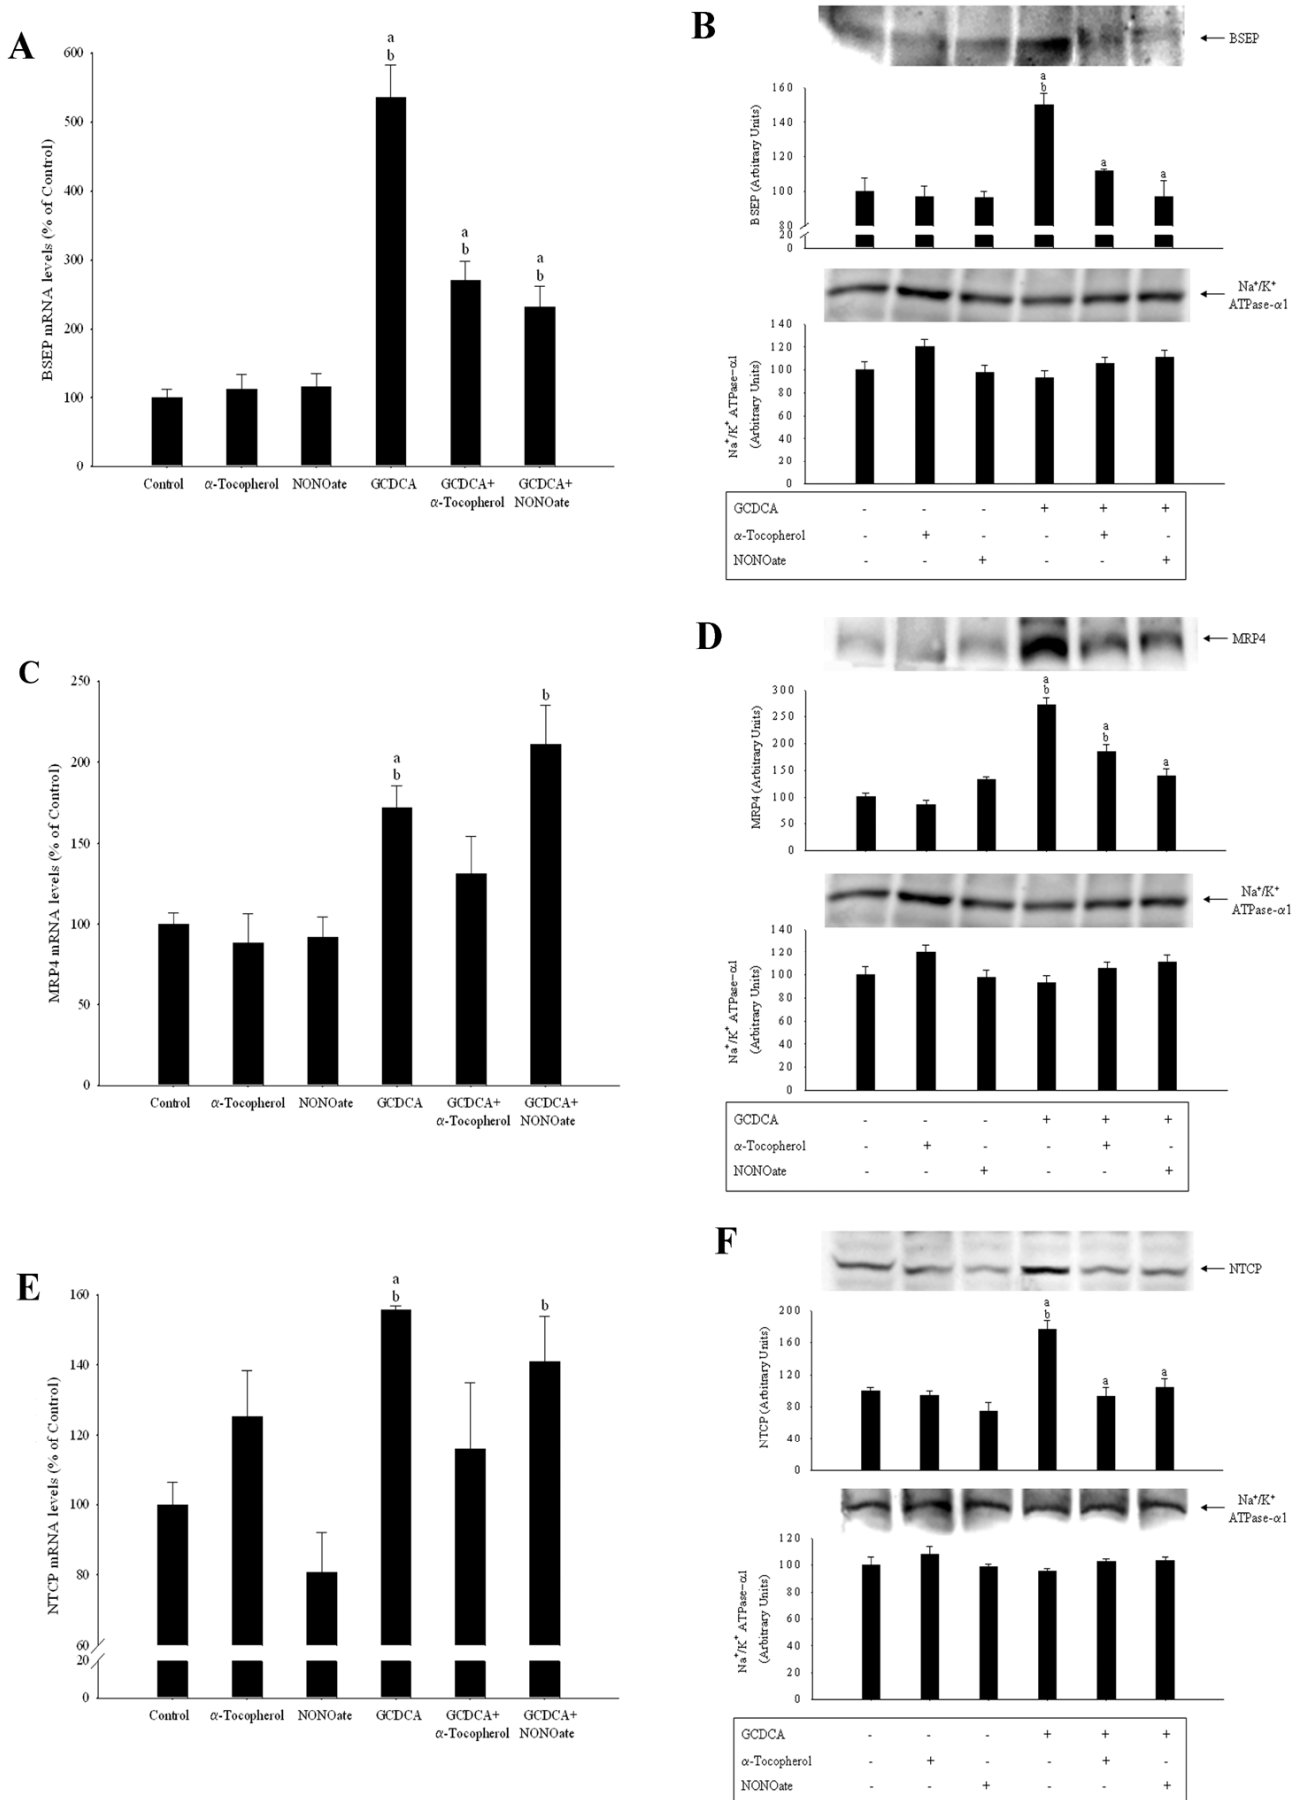 A
BSEP mRNA levels (% of Control)
600
500
400
300
200
100
0
a
b
a
b
a
b
Control
α-Tocopherol
NONOate
GCDCA
GCDCA+
α-Tocopherol
GCDCA+
NONOate
B
BSEP
BSEP (Arbitrary Units)
160
140
120
100
80
20
0
a
b
a
a
Na⁺/K⁺
ATPase-α1
Na⁺/K⁺ ATPase-α1
(Arbitrary Units)
140
120
100
80
60
40
20
0
GCDCA - - - + + +
α-Tocopherol - + - - + -
NONOate - - + - - +
C
MRP4 mRNA levels (% of Control)
250
200
150
100
50
0
a
b
b
Control
α-Tocopherol
NONOate
GCDCA
GCDCA+
α-Tocopherol
GCDCA+
NONOate
D
MRP4
MRP4 (Arbitrary Units)
300
250
200
150
100
50
0
a
b
a
b
a
Na⁺/K⁺
ATPase-α1
Na⁺/K⁺ ATPase-α1
(Arbitrary Units)
140
120
100
80
60
40
20
0
GCDCA - - - + + +
α-Tocopherol - + - - + -
NONOate - - + - - +
E
NTCP mRNA levels (% of Control)
160
140
120
100
80
60
20
0
a
b
b
Control
α-Tocopherol
NONOate
GCDCA
GCDCA+
α-Tocopherol
GCDCA+
NONOate
F
NTCP
NTCP (Arbitrary Units)
200
160
120
80
40
0
a
b
a
a
Na⁺/K⁺
ATPase-α1
Na⁺/K⁺ ATPase-α1
(Arbitrary Units)
120
100
80
60
40
20
0
GCDCA - - - + + +
α-Tocopherol - + - - + -
NONOate - - + - - +